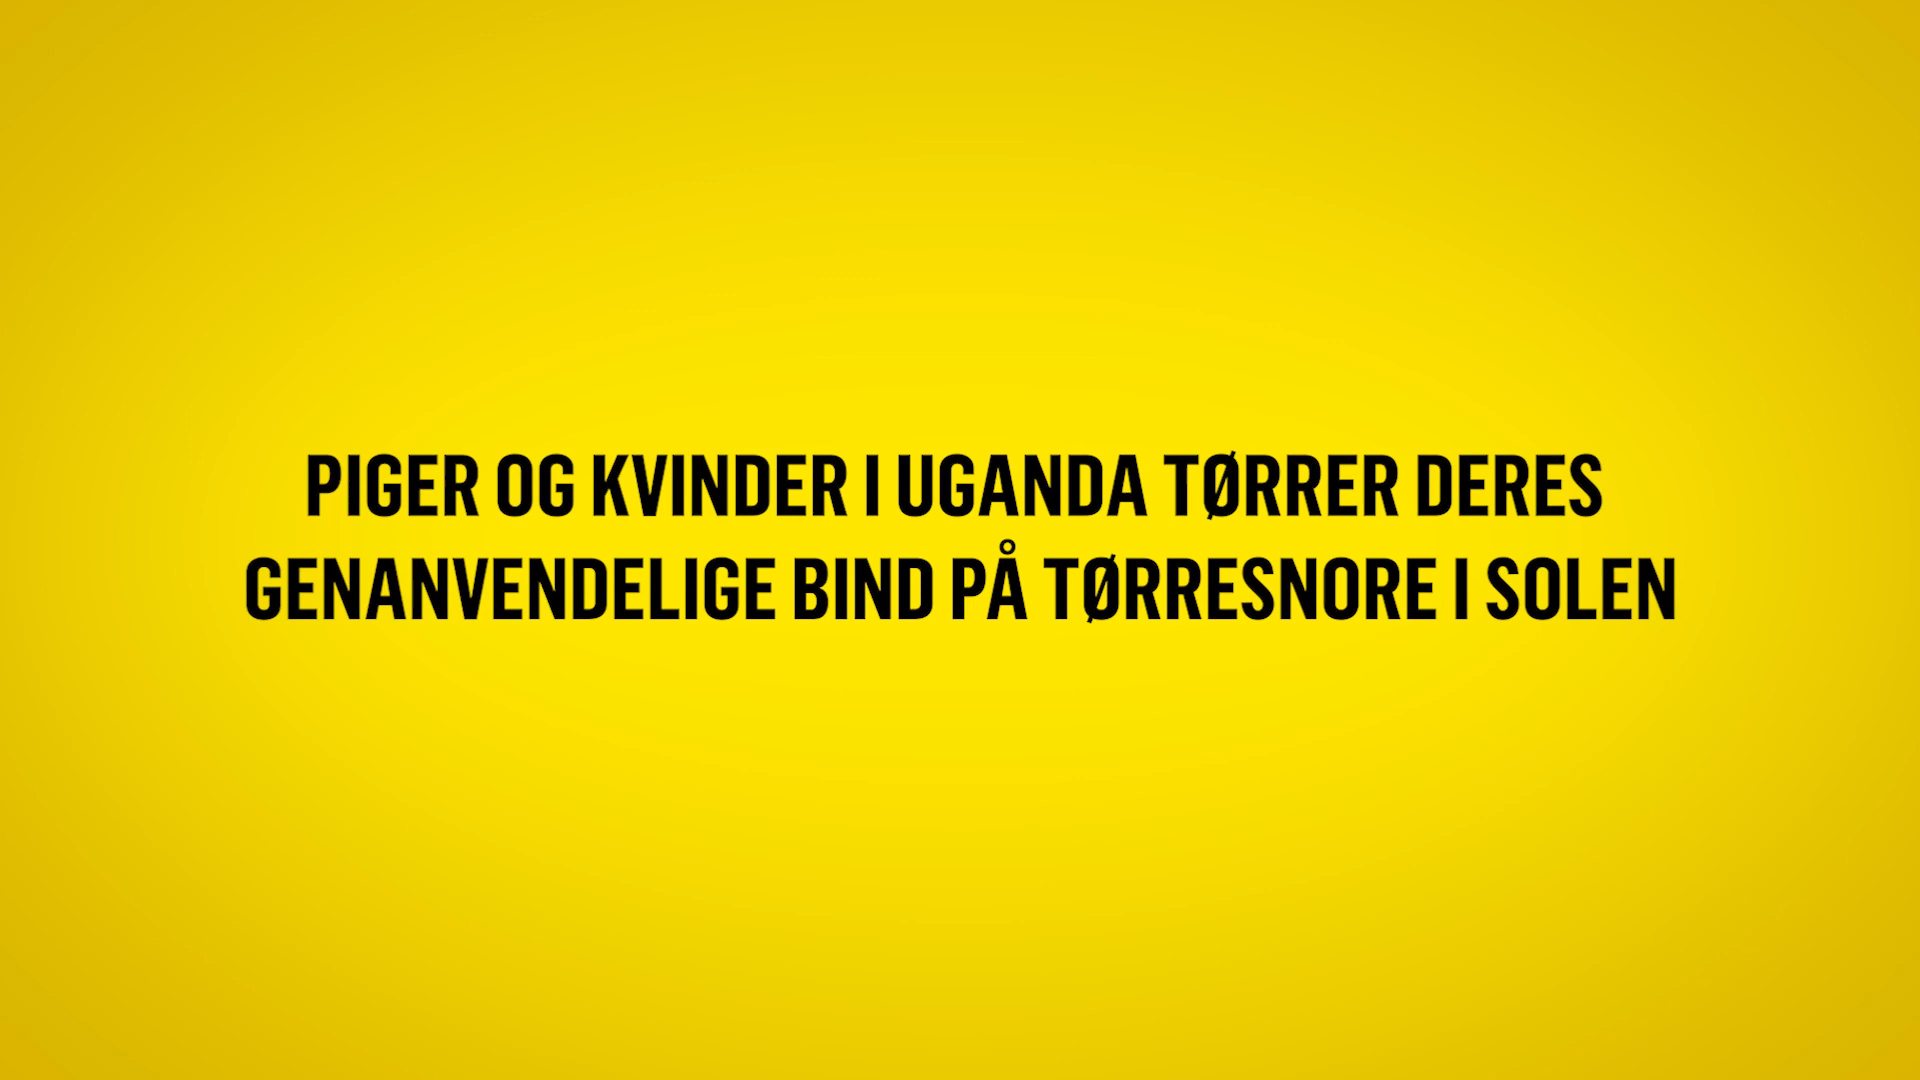 PIGER OG KVINDER I UGANDA TØRRER DERES
GENANVENDELIGE BIND PÅ TØRRESNORE I SOLEN